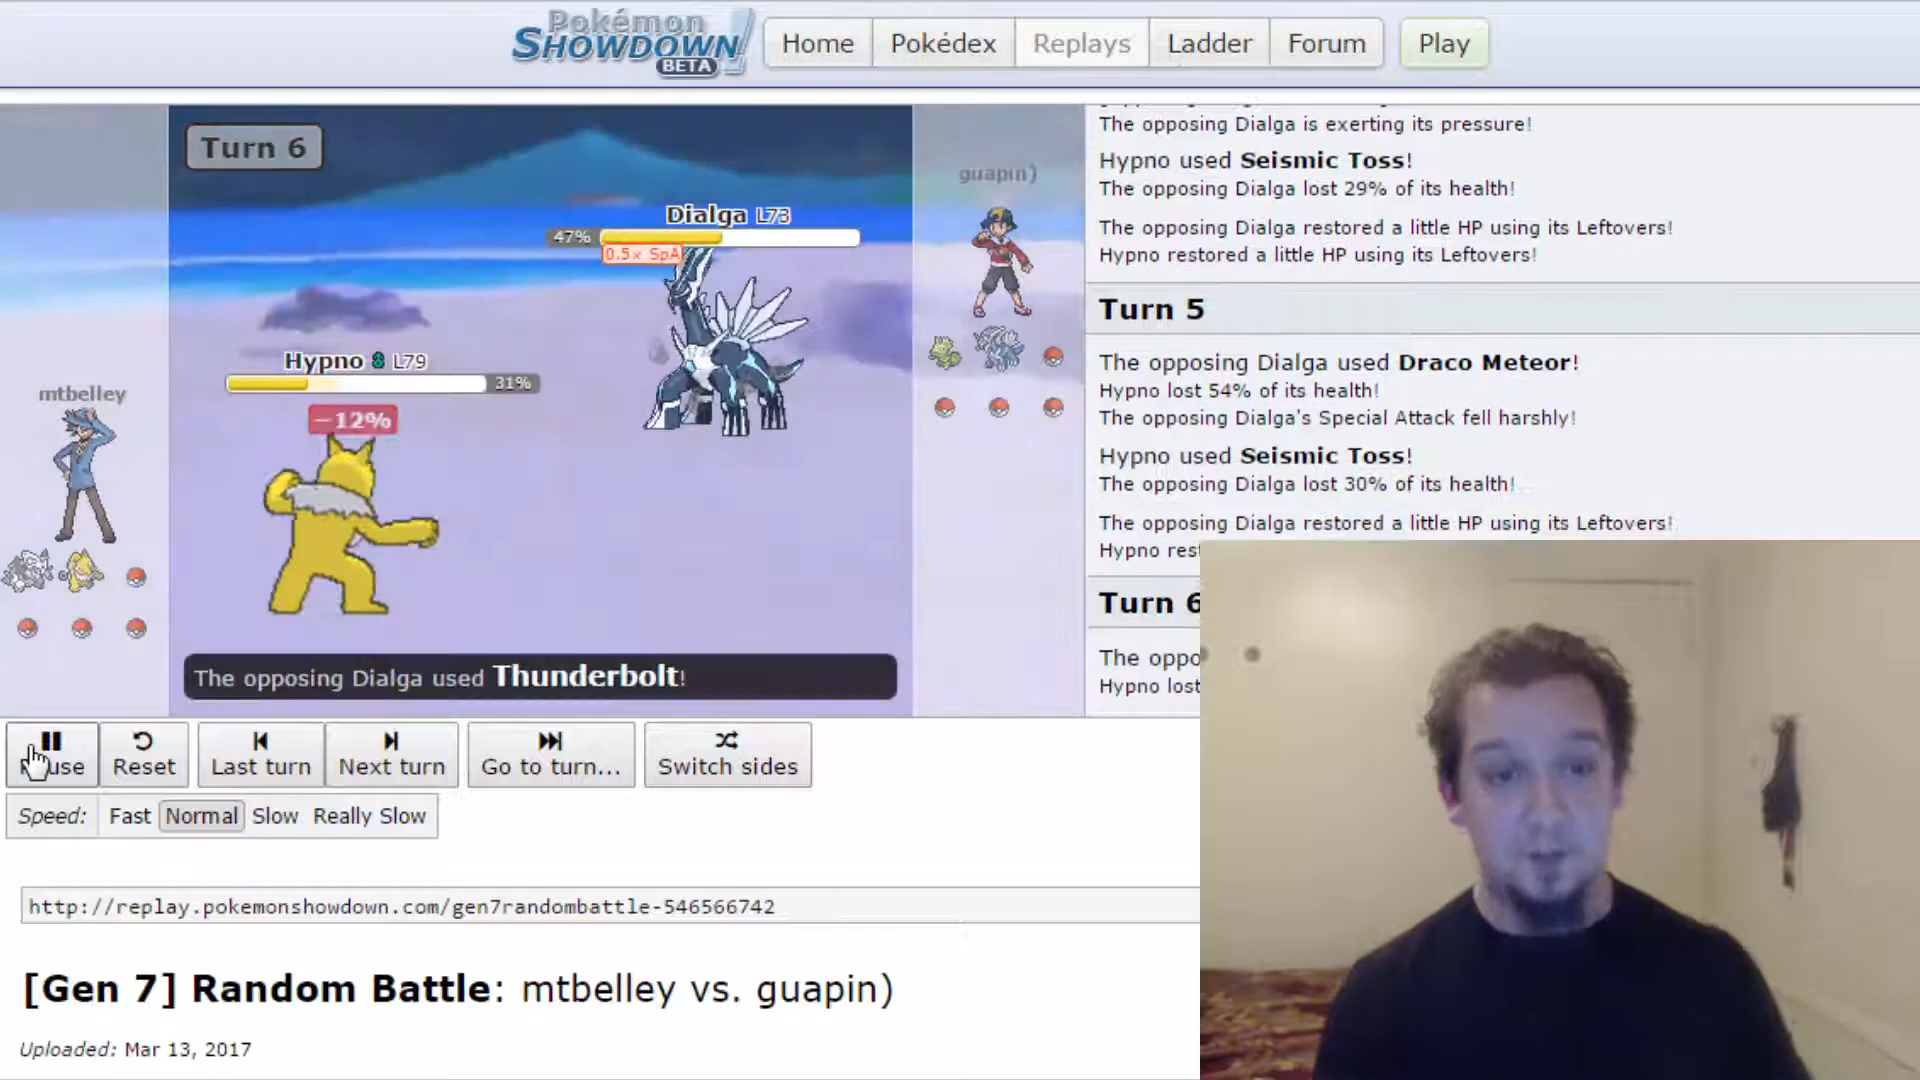 Pokémon
SHOWDOWN
BETA
Home
Pokédex
Replays
Ladder
Forum
Play
Turn 6
Dialga L73
47%
0.5× SpA
Hypno L79
31%
−12%
The opposing Dialga used Thunderbolt!
mtbelley
guapin)
The opposing Dialga is exerting its pressure!
Hypno used Seismic Toss!
The opposing Dialga lost 29% of its health!
The opposing Dialga restored a little HP using its Leftovers!
Hypno restored a little HP using its Leftovers!
Turn 5
The opposing Dialga used Draco Meteor!
Hypno lost 54% of its health!
The opposing Dialga's Special Attack fell harshly!
Hypno used Seismic Toss!
The opposing Dialga lost 30% of its health!
The opposing Dialga restored a little HP using its Leftovers!
Hypno rest
Turn 6
The oppo
Hypno lost
Pause
Reset
Last turn
Next turn
Go to turn...
Switch sides
Speed:
Fast
Normal
Slow
Really Slow
http://replay.pokemonshowdown.com/gen7randombattle-546566742
[Gen 7] Random Battle: mtbelley vs. guapin)
Uploaded: Mar 13, 2017